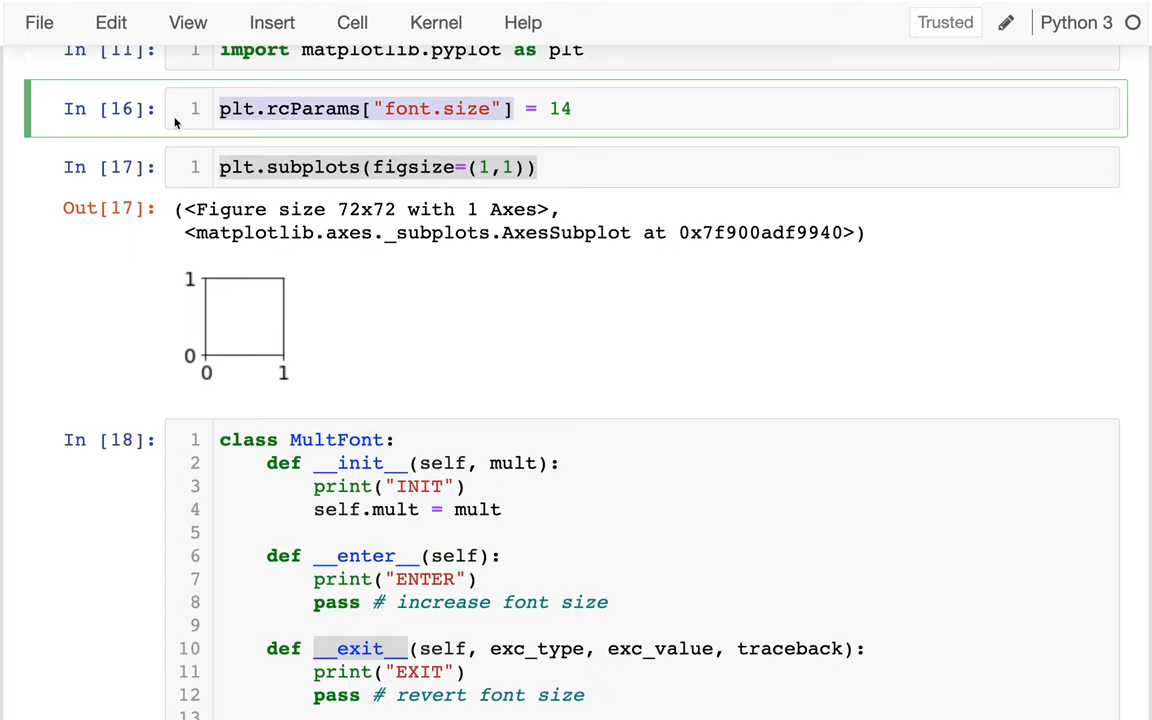 File Edit View Insert Cell Kernel Help Trusted Python 3
In [11]: 1 import matplotlib.pyplot as plt
In [16]: 1 plt.rcParams["font.size"] = 14
In [17]: 1 plt.subplots(figsize=(1,1))
Out[17]: (<Figure size 72x72 with 1 Axes>,
<matplotlib.axes._subplots.AxesSubplot at 0x7f900adf9940>)
1
0
0 1
In [18]: 1 class MultFont:
2 def __init__(self, mult):
3 print("INIT")
4 self.mult = mult
5
6 def __enter__(self):
7 print("ENTER")
8 pass # increase font size
9
10 def __exit__(self, exc_type, exc_value, traceback):
11 print("EXIT")
12 pass # revert font size
13